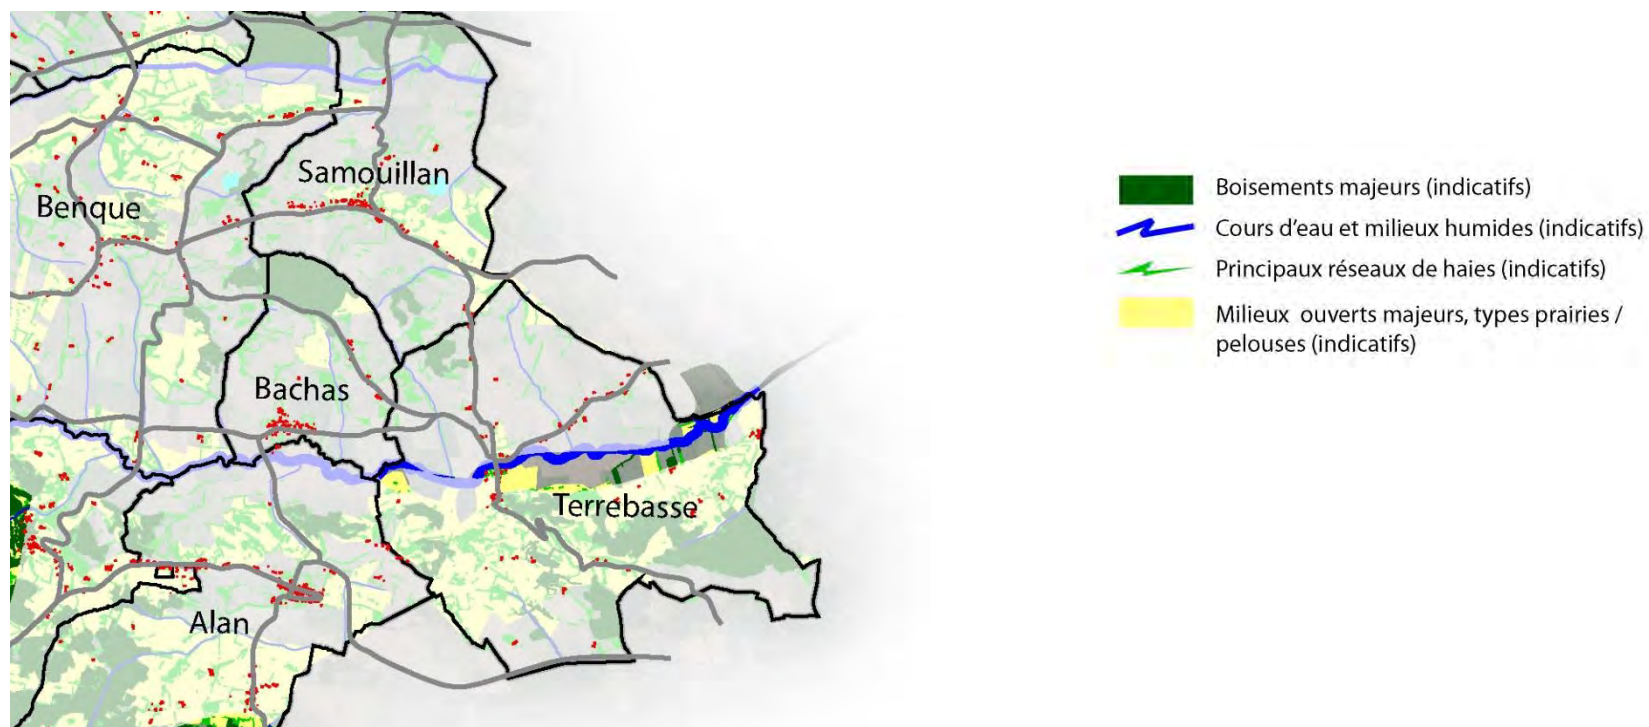 Samouillan
Benque
Bachas
Terrebasse
Alan
Boisements majeurs (indicatifs)
Cours d'eau et milieux humides (indicatifs)
Principaux réseaux de haies (indicatifs)
Milieux ouverts majeurs, types prairies /
pelouses (indicatifs)